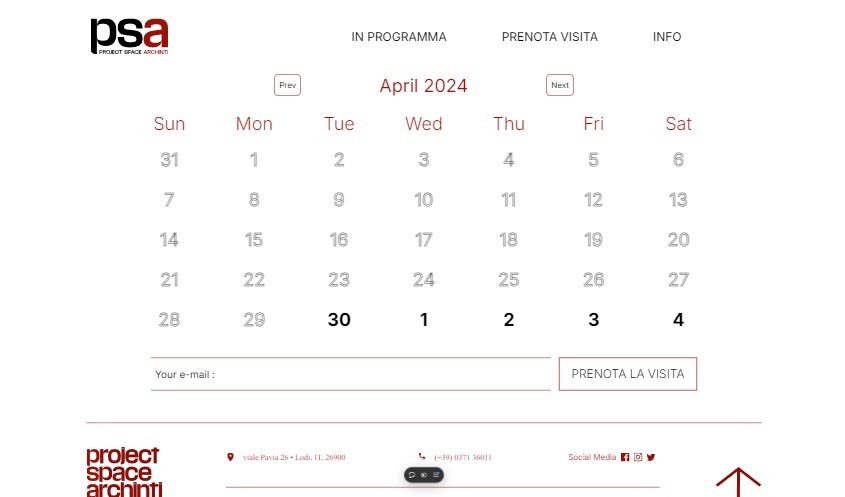 psa
PROJECT SPACE ARCHINTI
IN PROGRAMMA PRENOTA VISITA INFO
Prev April 2024 Next
Sun Mon Tue Wed Thu Fri Sat
31 1 2 3 4 5 6
7 8 9 10 11 12 13
14 15 16 17 18 19 20
21 22 23 24 25 26 27
28 29 30 1 2 3 4
Your e-mail : PRENOTA LA VISITA
project
space
archinti
viale Pavia 26 • Lodi, IT, 26900 (+39) 0371 36011 Social Media